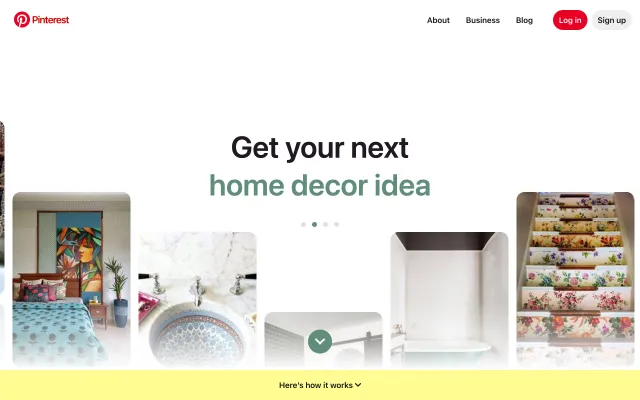 Pinterest
About
Business
Blog
Log in
Sign up
Get your next
home decor idea
Here's how it works